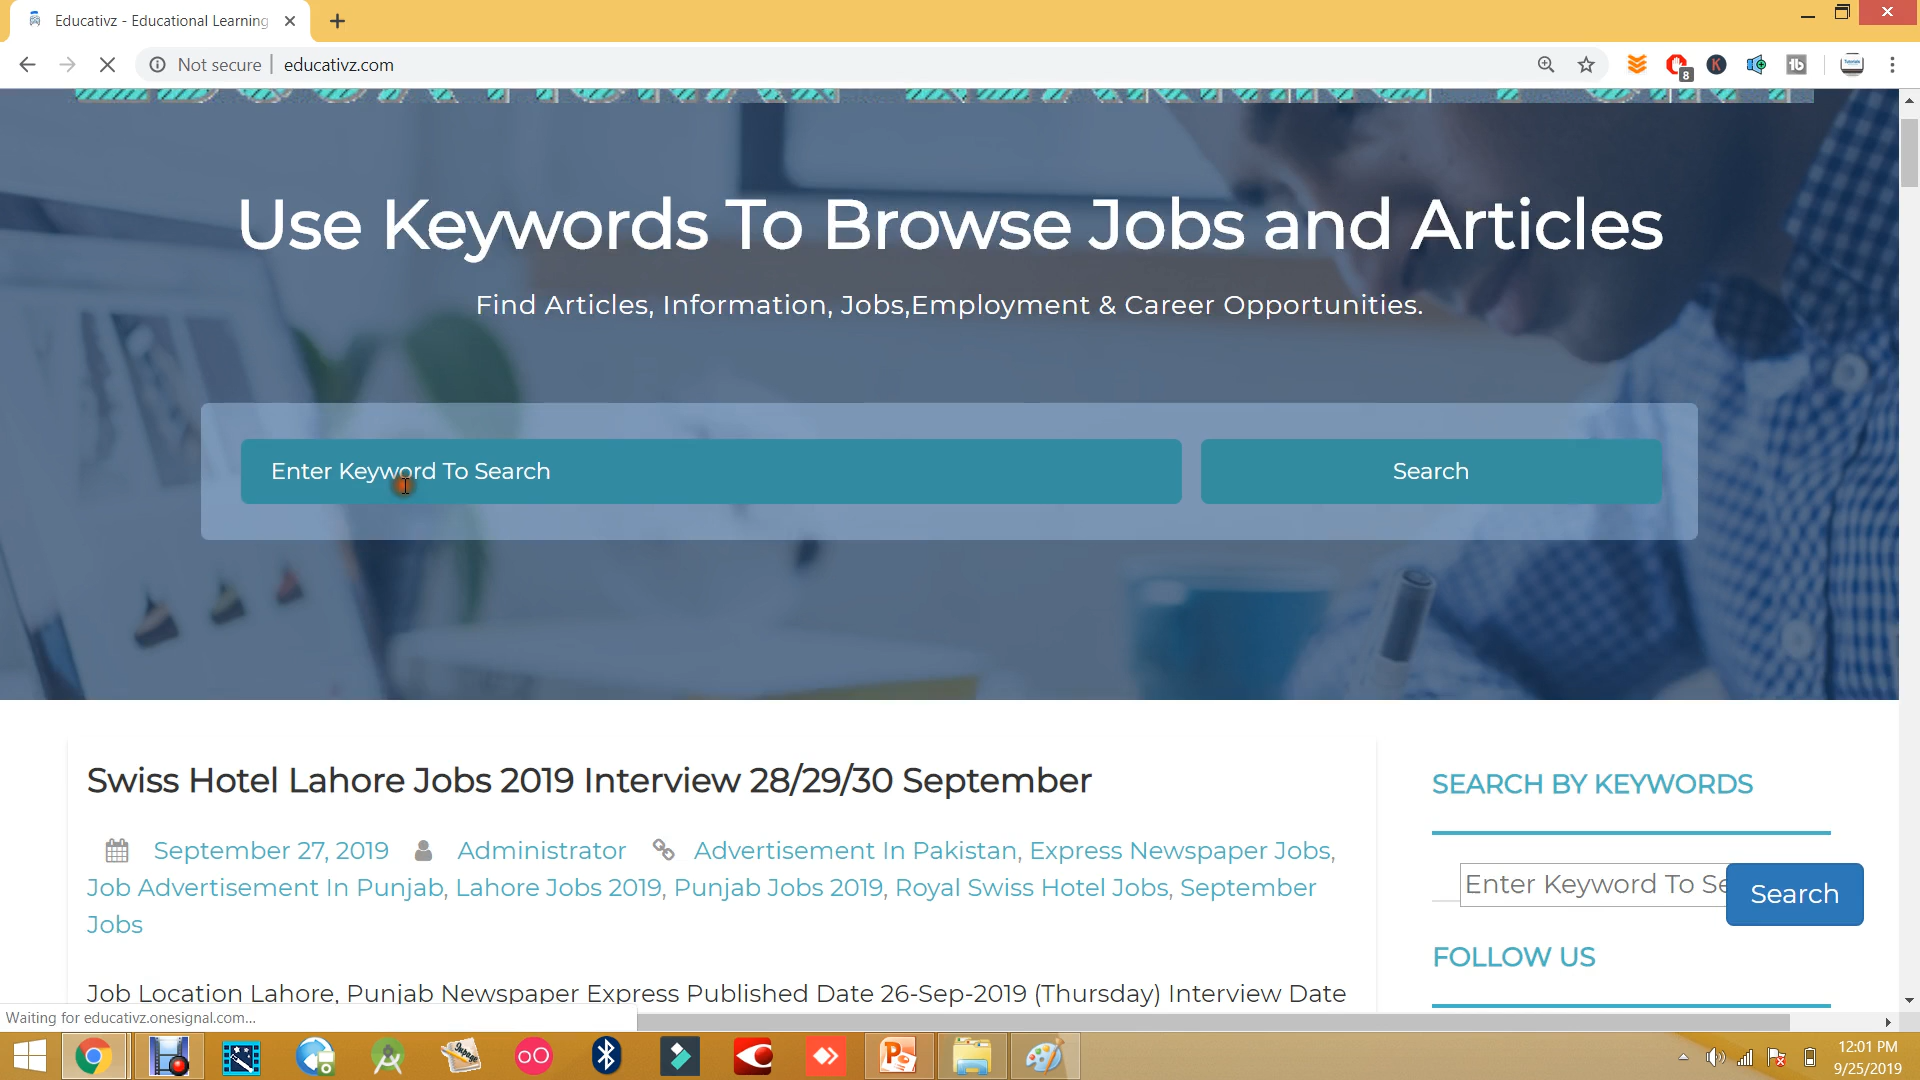 Educativz - Educational Learning
Not secure
educativz.com
8
Use Keywords To Browse Jobs and Articles
Find Articles, Information, Jobs,Employment & Career Opportunities.
Enter Keyword To Search
Search
Swiss Hotel Lahore Jobs 2019 Interview 28/29/30 September
September 27, 2019 Administrator Advertisement In Pakistan, Express Newspaper Jobs,
Job Advertisement In Punjab, Lahore Jobs 2019, Punjab Jobs 2019, Royal Swiss Hotel Jobs, September
Jobs
Job Location Lahore, Punjab Newspaper Express Published Date 26-Sep-2019 (Thursday) Interview Date
SEARCH BY KEYWORDS
Enter Keyword To Se
Search
FOLLOW US
Waiting for educativz.onesignal.com...
12:01 PM
9/25/2019